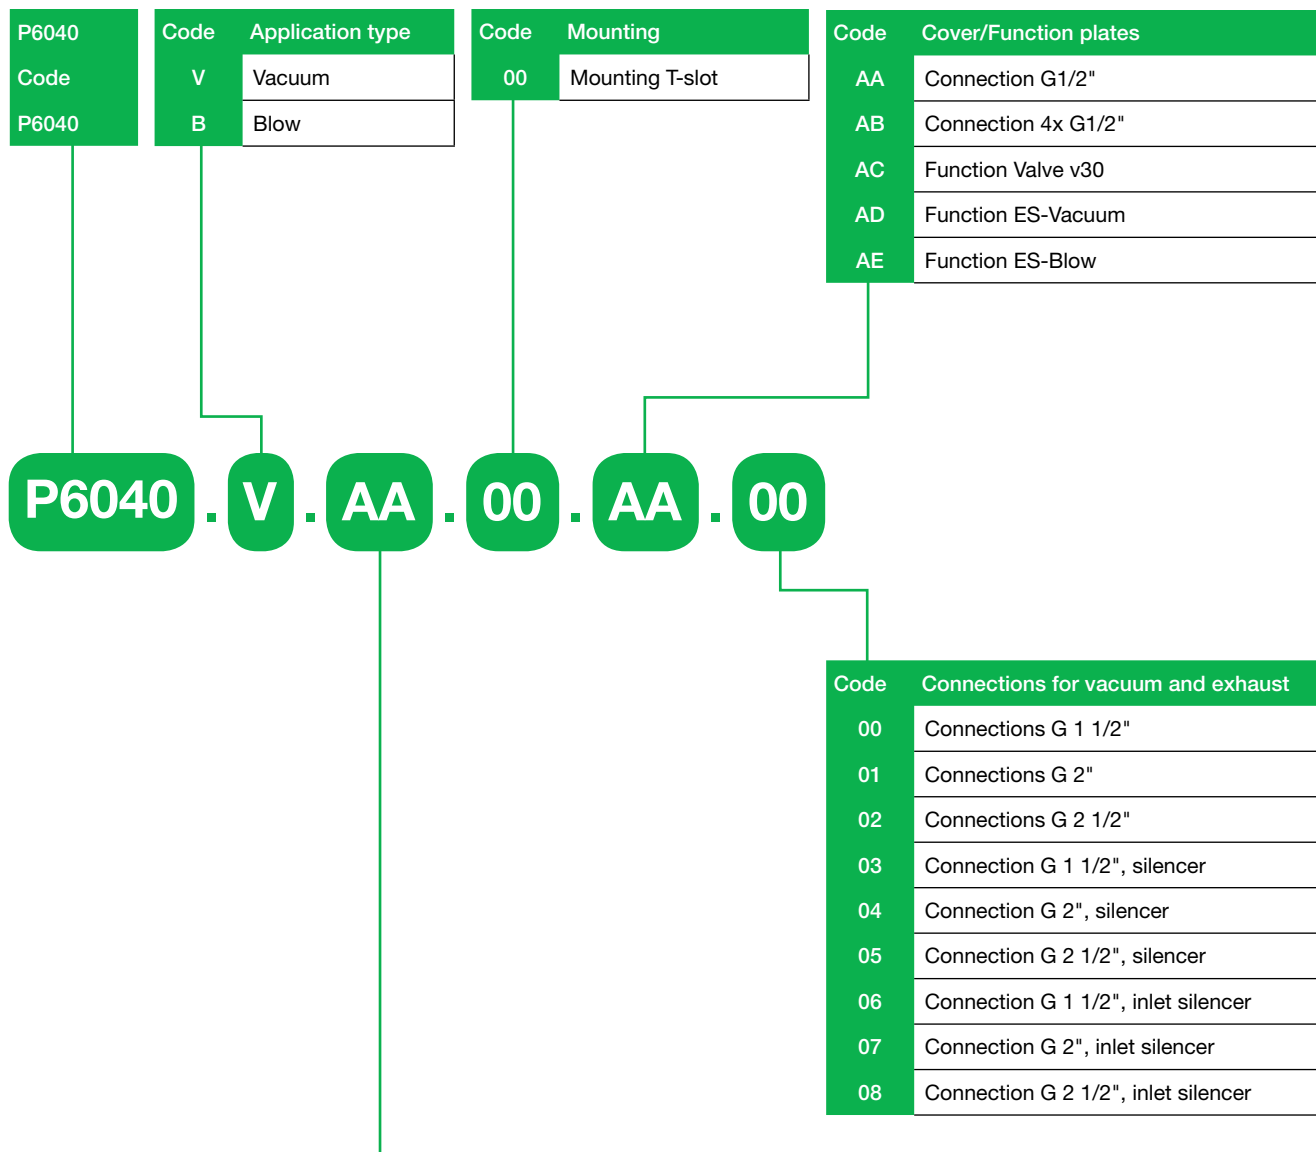 P6040
Code
P6040
Code Application type
V Vacuum
B Blow
Code Mounting
00 Mounting T-slot
Code Cover/Function plates
AA Connection G1/2"
AB Connection 4x G1/2"
AC Function Valve v30
AD Function ES-Vacuum
AE Function ES-Blow
P6040 . V . AA . 00 . AA . 00
Code Connections for vacuum and exhaust
00 Connections G 1 1/2"
01 Connections G 2"
02 Connections G 2 1/2"
03 Connection G 1 1/2", silencer
04 Connection G 2", silencer
05 Connection G 2 1/2", silencer
06 Connection G 1 1/2", inlet silencer
07 Connection G 2", inlet silencer
08 Connection G 2 1/2", inlet silencer